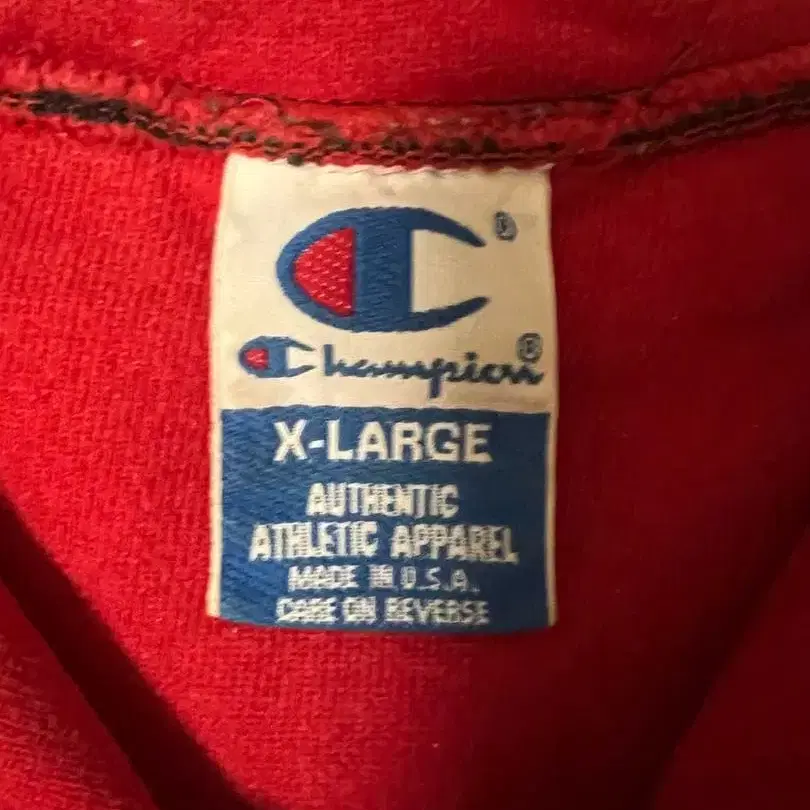 Champion®
X-LARGE
AUTHENTIC
ATHLETIC APPAREL
MADE IN U.S.A.
CARE ON REVERSE